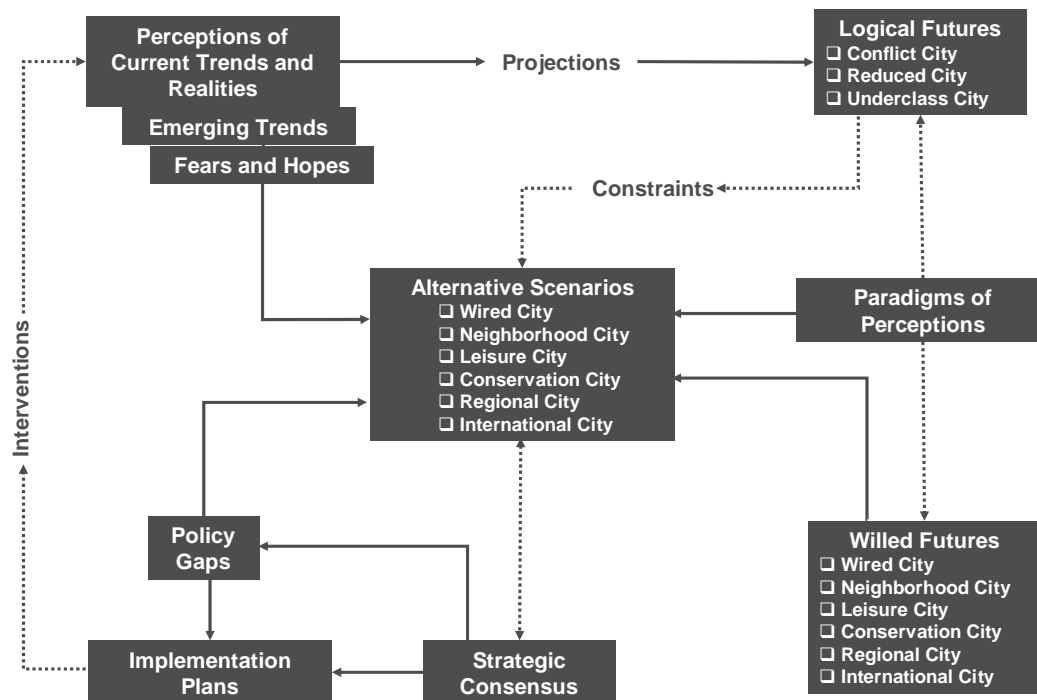 Perceptions of
Current Trends and
Realities
Emerging Trends
Fears and Hopes
Projections
Logical Futures
❑ Conflict City
❑ Reduced City
❑ Underclass City
Constraints
Alternative Scenarios
❑ Wired City
❑ Neighborhood City
❑ Leisure City
❑ Conservation City
❑ Regional City
❑ International City
Paradigms of
Perceptions
Interventions
Policy
Gaps
Willed Futures
❑ Wired City
❑ Neighborhood City
❑ Leisure City
❑ Conservation City
❑ Regional City
❑ International City
Implementation
Plans
Strategic
Consensus